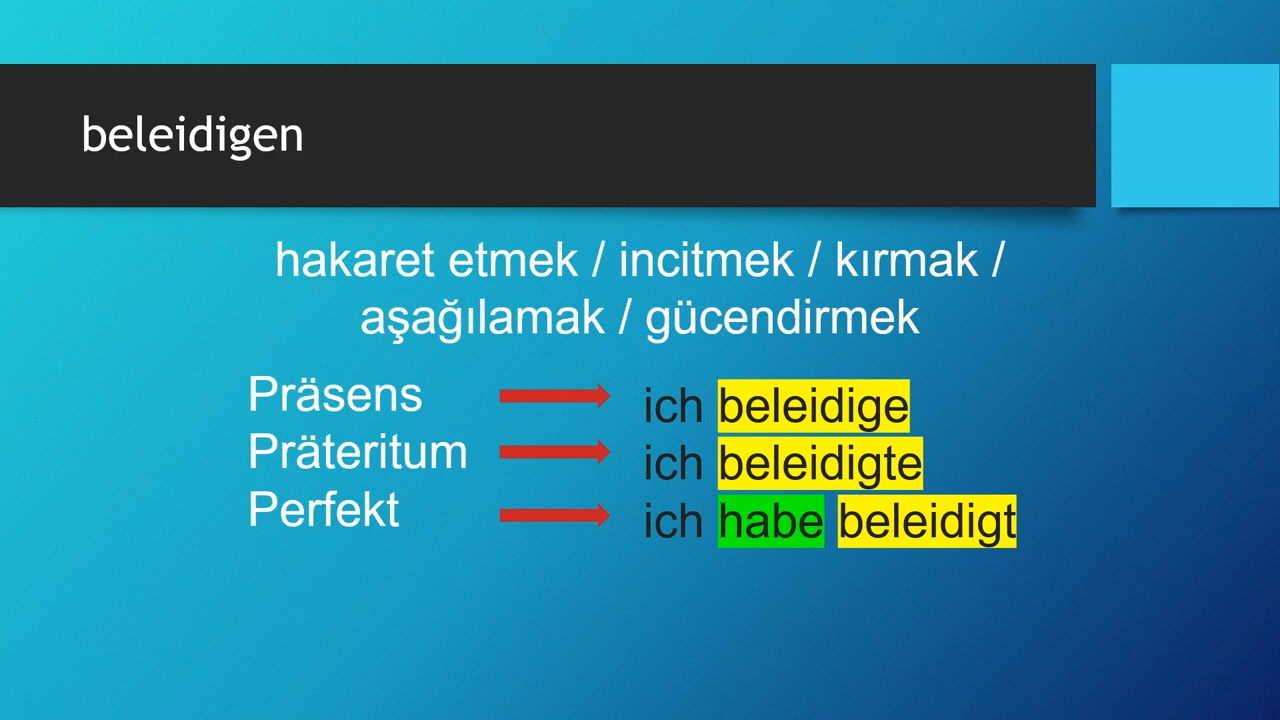 beleidigen
hakaret etmek / incitmek / kırmak /
aşağılamak / gücendirmek
Präsens
Präteritum
Perfekt
ich beleidige
ich beleidigte
ich habe beleidigt